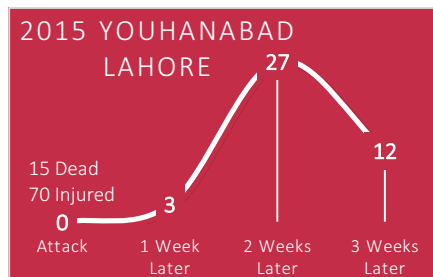 2015 YOUHANABAD
LAHORE
27
12
15 Dead
70 Injured
3
0
Attack
1 Week
Later
2 Weeks
Later
3 Weeks
Later